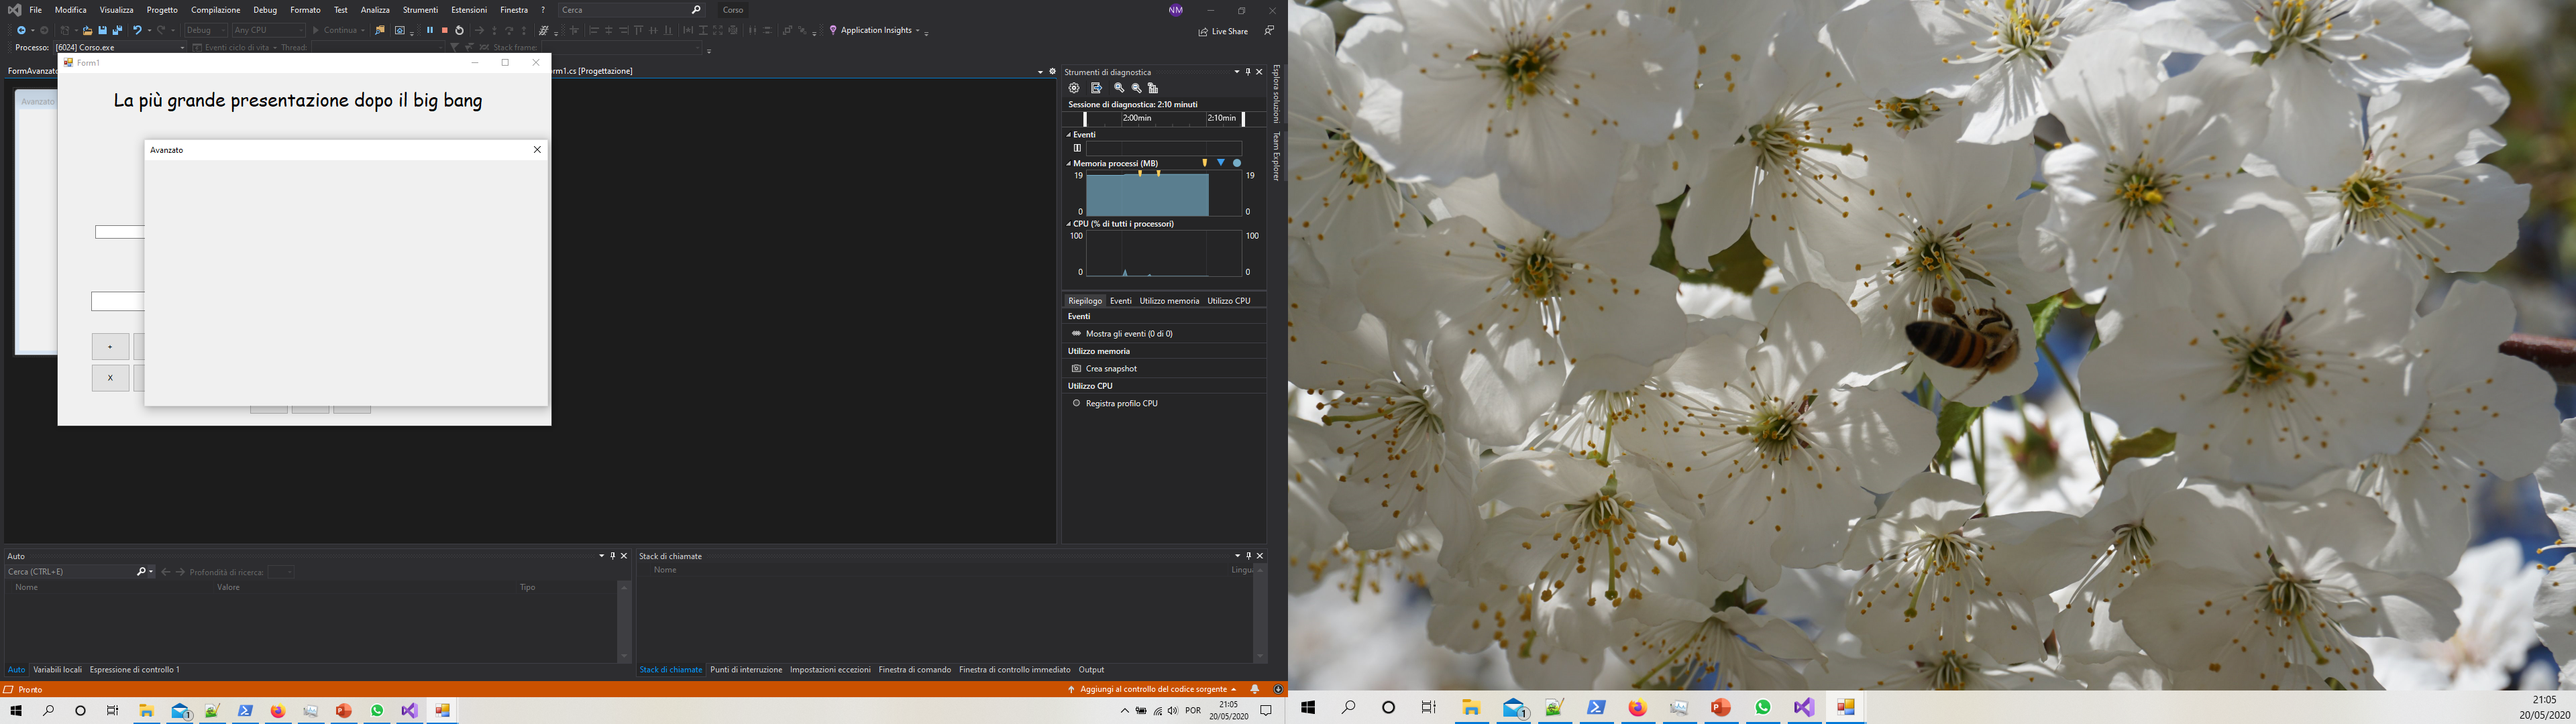 File Modifica Visualizza Progetto Compilazione Debug Formato Test Analizza Strumenti Estensioni Finestra ? Cerca Corso NM
Debug Any CPU Continua Application Insights Live Share
Processo: [6024] Corso.exe Eventi ciclo di vita Thread: Stack frame:
FormAvanzato
rm1.cs [Progettazione]
Avanzato
Form1
La più grande presentazione dopo il big bang
Avanzato
+
X
Strumenti di diagnostica
Sessione di diagnostica: 2:10 minuti
2:00min 2:10min
Eventi
Memoria processi (MB)
19 19
0 0
CPU (% di tutti i processori)
100 100
0 0
Riepilogo Eventi Utilizzo memoria Utilizzo CPU
Eventi
Mostra gli eventi (0 di 0)
Utilizzo memoria
Crea snapshot
Utilizzo CPU
Registra profilo CPU
Esplora soluzioni
Team Explorer
Auto
Cerca (CTRL+E) Profondità di ricerca:
Nome Valore Tipo
Auto Variabili locali Espressione di controllo 1
Stack di chiamate
Nome Lingua
Stack di chiamate Punti di interruzione Impostazioni eccezioni Finestra di comando Finestra di controllo immediato Output
Pronto Aggiungi al controllo del codice sorgente
1 POR 21:05
20/05/2020
1 21:05
20/05/2020